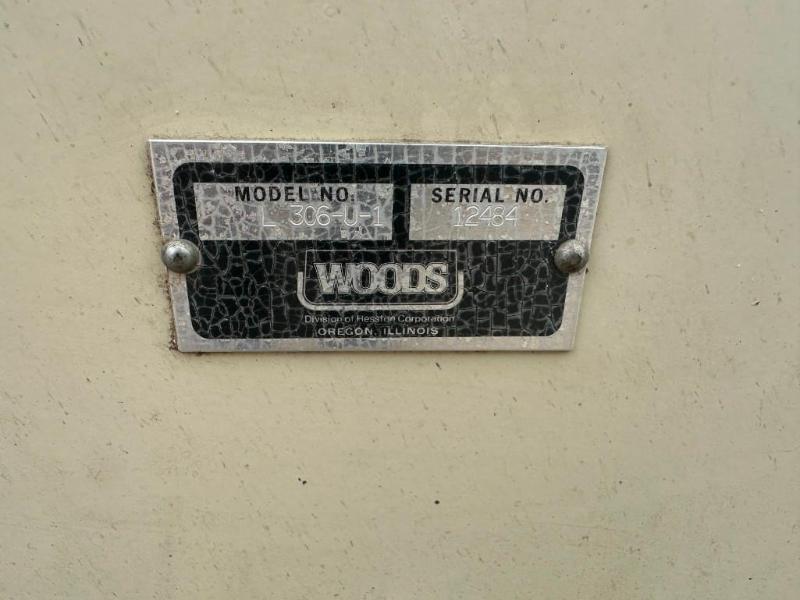 MODEL NO. SERIAL NO.
L 306-U-1 12484
WOODS
Division of Hesston Corporation
OREGON, ILLINOIS